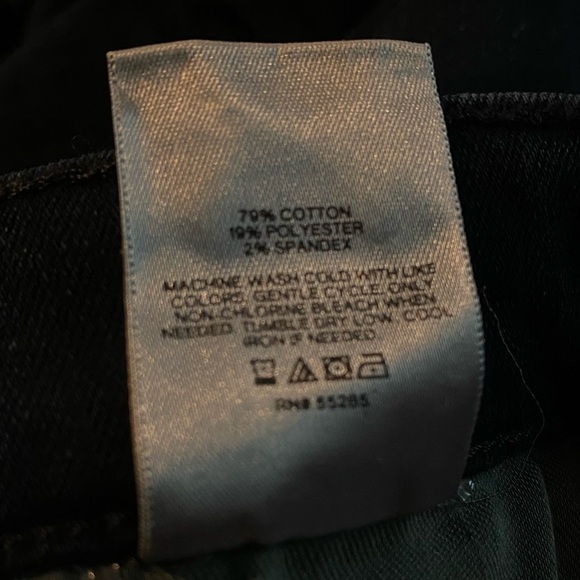 79% COTTON
19% POLYESTER
2% SPANDEX
MACHINE WASH COLD WITH LIKE
COLORS. GENTLE CYCLE. ONLY
NON-CHLORINE BLEACH WHEN
NEEDED. TUMBLE DRY LOW. COOL
IRON IF NEEDED.
RN# 55285